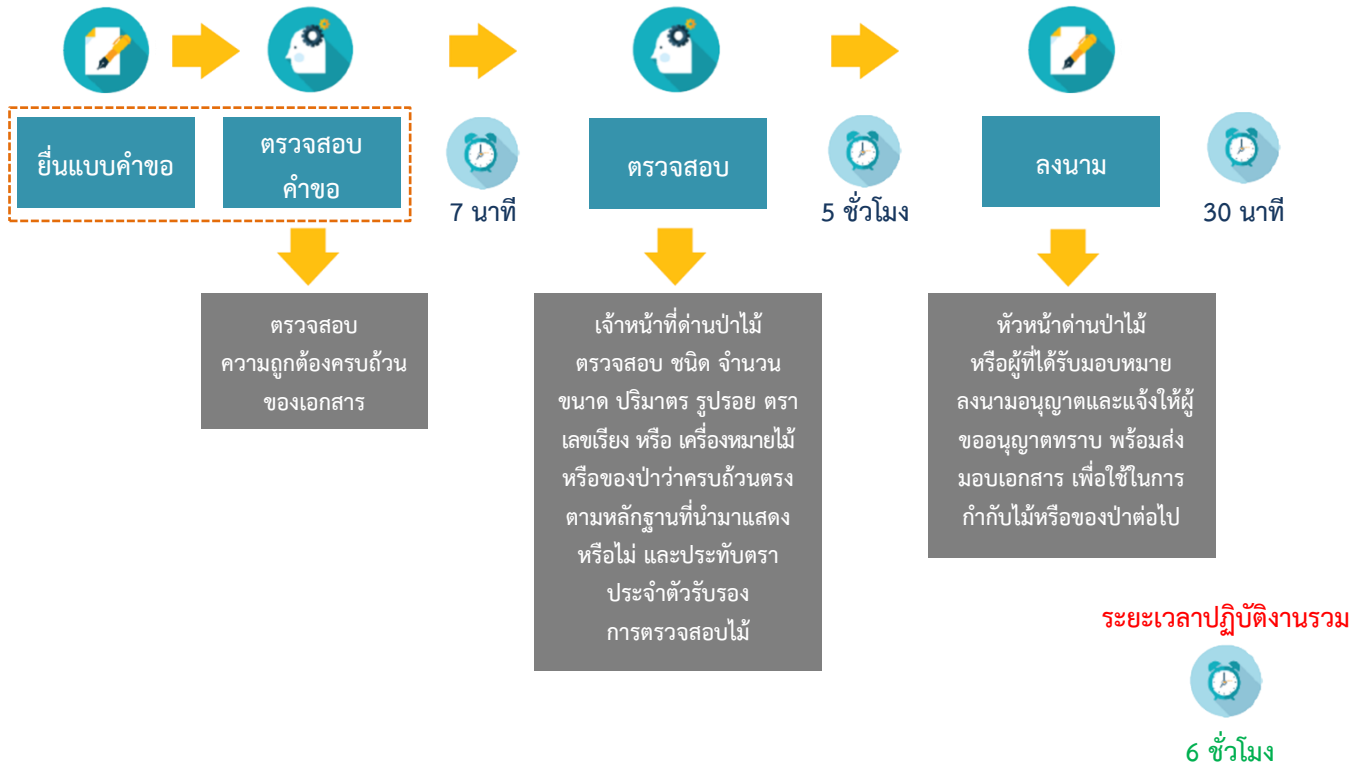 ยื่นแบบคำขอ
ตรวจสอบ
คำขอ
7 นาที
ตรวจสอบ
5 ชั่วโมง
ลงนาม
30 นาที
ตรวจสอบ
ความถูกต้องครบถ้วน
ของเอกสาร
เจ้าหน้าที่ด่านป่าไม้
ตรวจสอบ ชนิด จำนวน
ขนาด ปริมาตร รูปรอย ตรา
เลขเรียง หรือ เครื่องหมายไม้
หรือของป่าว่าครบถ้วนตรง
ตามหลักฐานที่นำมาแสดง
หรือไม่ และประทับตรา
ประจำตัวรับรอง
การตรวจสอบไม้
หัวหน้าด่านป่าไม้
หรือผู้ที่ได้รับมอบหมาย
ลงนามอนุญาตและแจ้งให้ผู้
ขออนุญาตทราบ พร้อมส่ง
มอบเอกสาร เพื่อใช้ในการ
กำกับไม้หรือของป่าต่อไป
ระยะเวลาปฏิบัติงานรวม
6 ชั่วโมง